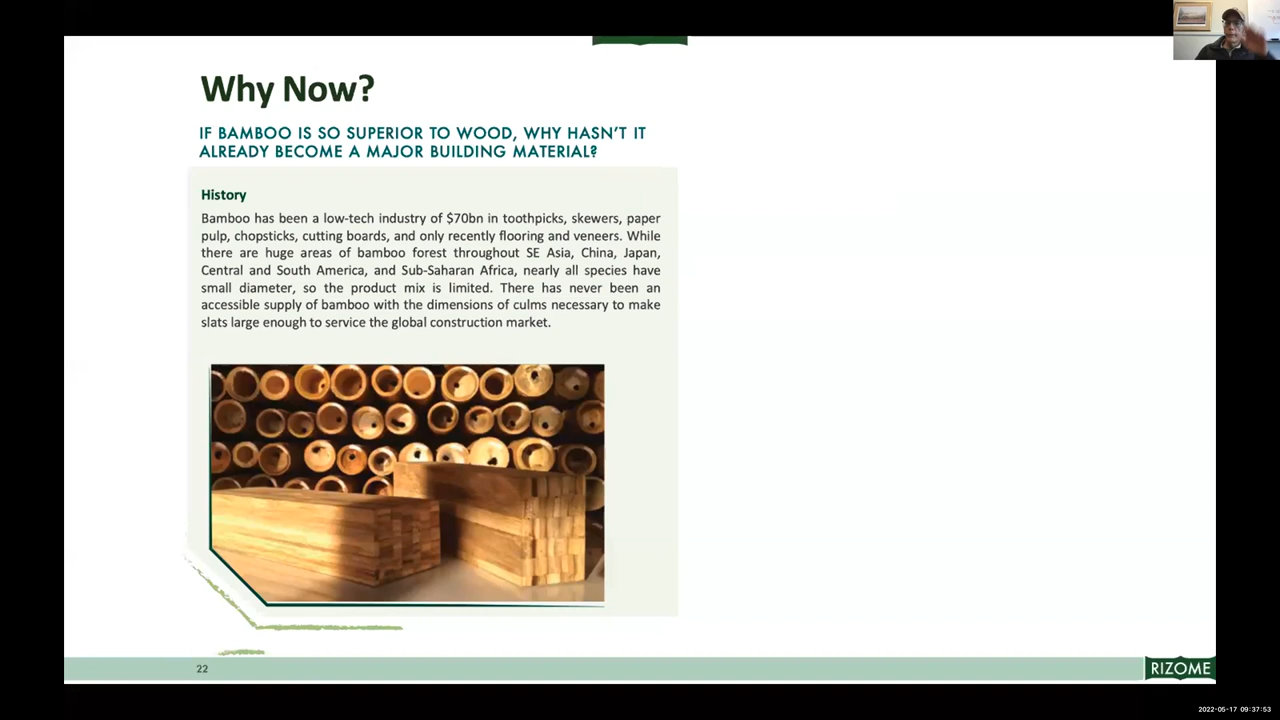 Why Now?
IF BAMBOO IS SO SUPERIOR TO WOOD, WHY HASN'T IT
ALREADY BECOME A MAJOR BUILDING MATERIAL?
History
Bamboo has been a low-tech industry of $70bn in toothpicks, skewers, paper
pulp, chopsticks, cutting boards, and only recently flooring and veneers. While
there are huge areas of bamboo forest throughout SE Asia, China, Japan,
Central and South America, and Sub-Saharan Africa, nearly all species have
small diameter, so the product mix is limited. There has never been an
accessible supply of bamboo with the dimensions of culms necessary to make
slats large enough to service the global construction market.
22
RIZOME
2022-05-17 09:37:53